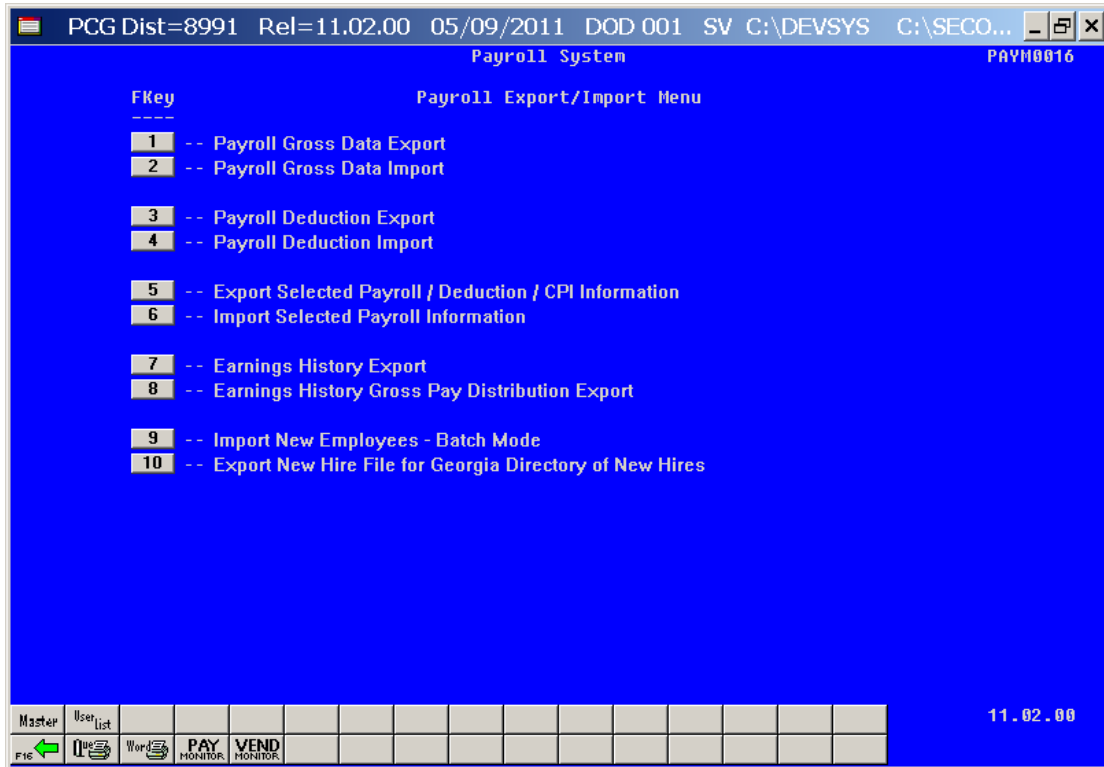 PCG Dist=8991 Rel=11.02.00 05/09/2011 DOD 001 SV C:\DEVSYS C:\SECO...
Payroll System PAYM0016
FKey Payroll Export/Import Menu
----
1 -- Payroll Gross Data Export
2 -- Payroll Gross Data Import
3 -- Payroll Deduction Export
4 -- Payroll Deduction Import
5 -- Export Selected Payroll / Deduction / CPI Information
6 -- Import Selected Payroll Information
7 -- Earnings History Export
8 -- Earnings History Gross Pay Distribution Export
9 -- Import New Employees - Batch Mode
10 -- Export New Hire File for Georgia Directory of New Hires
Master User List 11.02.00
F16 Que Word PAY MONITOR VEND MONITOR